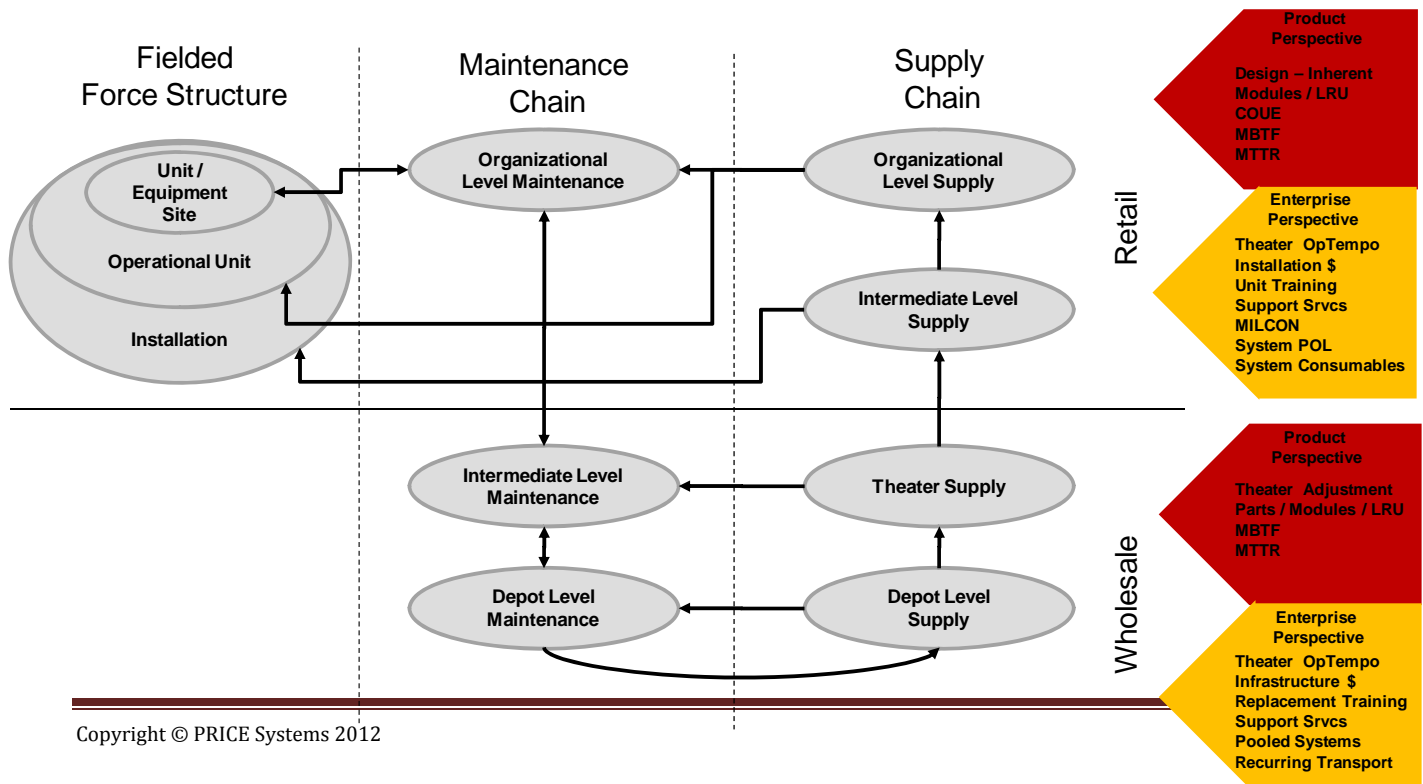 Fielded
Force Structure
Maintenance
Chain
Supply
Chain
Unit /
Equipment
Site
Operational Unit
Installation
Organizational
Level Maintenance
Organizational
Level Supply
Intermediate Level
Supply
Intermediate Level
Maintenance
Theater Supply
Depot Level
Maintenance
Depot Level
Supply
Retail
Wholesale
Product
Perspective
Design – Inherent
Modules / LRU
COUE
MBTF
MTTR
Enterprise
Perspective
Theater OpTempo
Installation $
Unit Training
Support Srvcs
MILCON
System POL
System Consumables
Product
Perspective
Theater Adjustment
Parts / Modules / LRU
MBTF
MTTR
Enterprise
Perspective
Theater OpTempo
Infrastructure $
Replacement Training
Support Srvcs
Pooled Systems
Recurring Transport
Copyright © PRICE Systems 2012